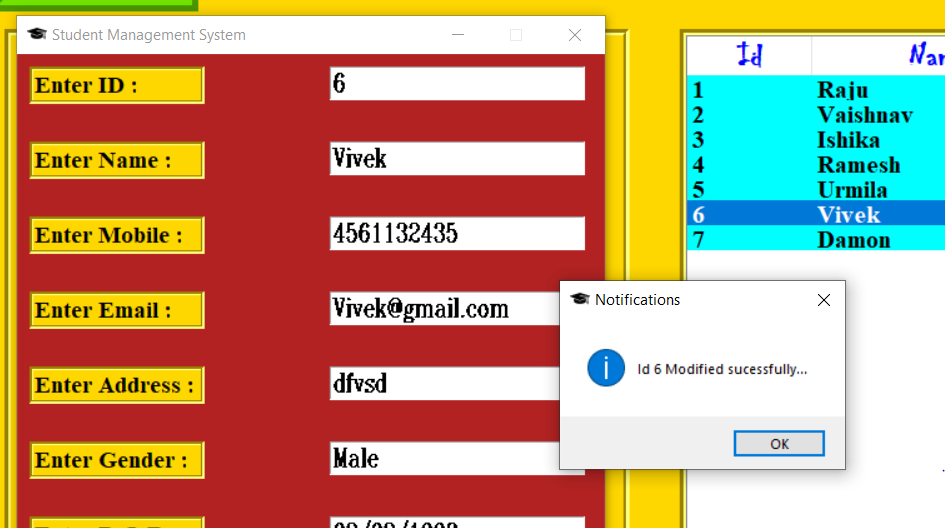 Student Management System
Enter ID : 6
Enter Name : Vivek
Enter Mobile : 4561132435
Enter Email : Vivek@gmail.com
Enter Address : dfvsd
Enter Gender : Male
Id
1 Raju
2 Vaishnav
3 Ishika
4 Ramesh
5 Urmila
6 Vivek
7 Damon
Notifications
Id 6 Modified sucessfully...
OK